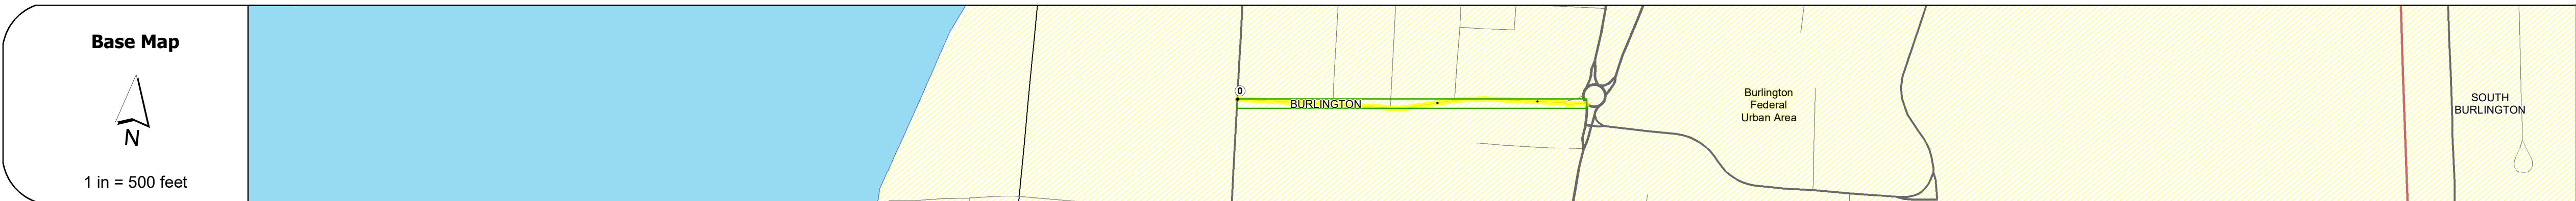 Base Map
N
1 in = 500 feet
0
BURLINGTON
Burlington
Federal
Urban Area
SOUTH
BURLINGTON